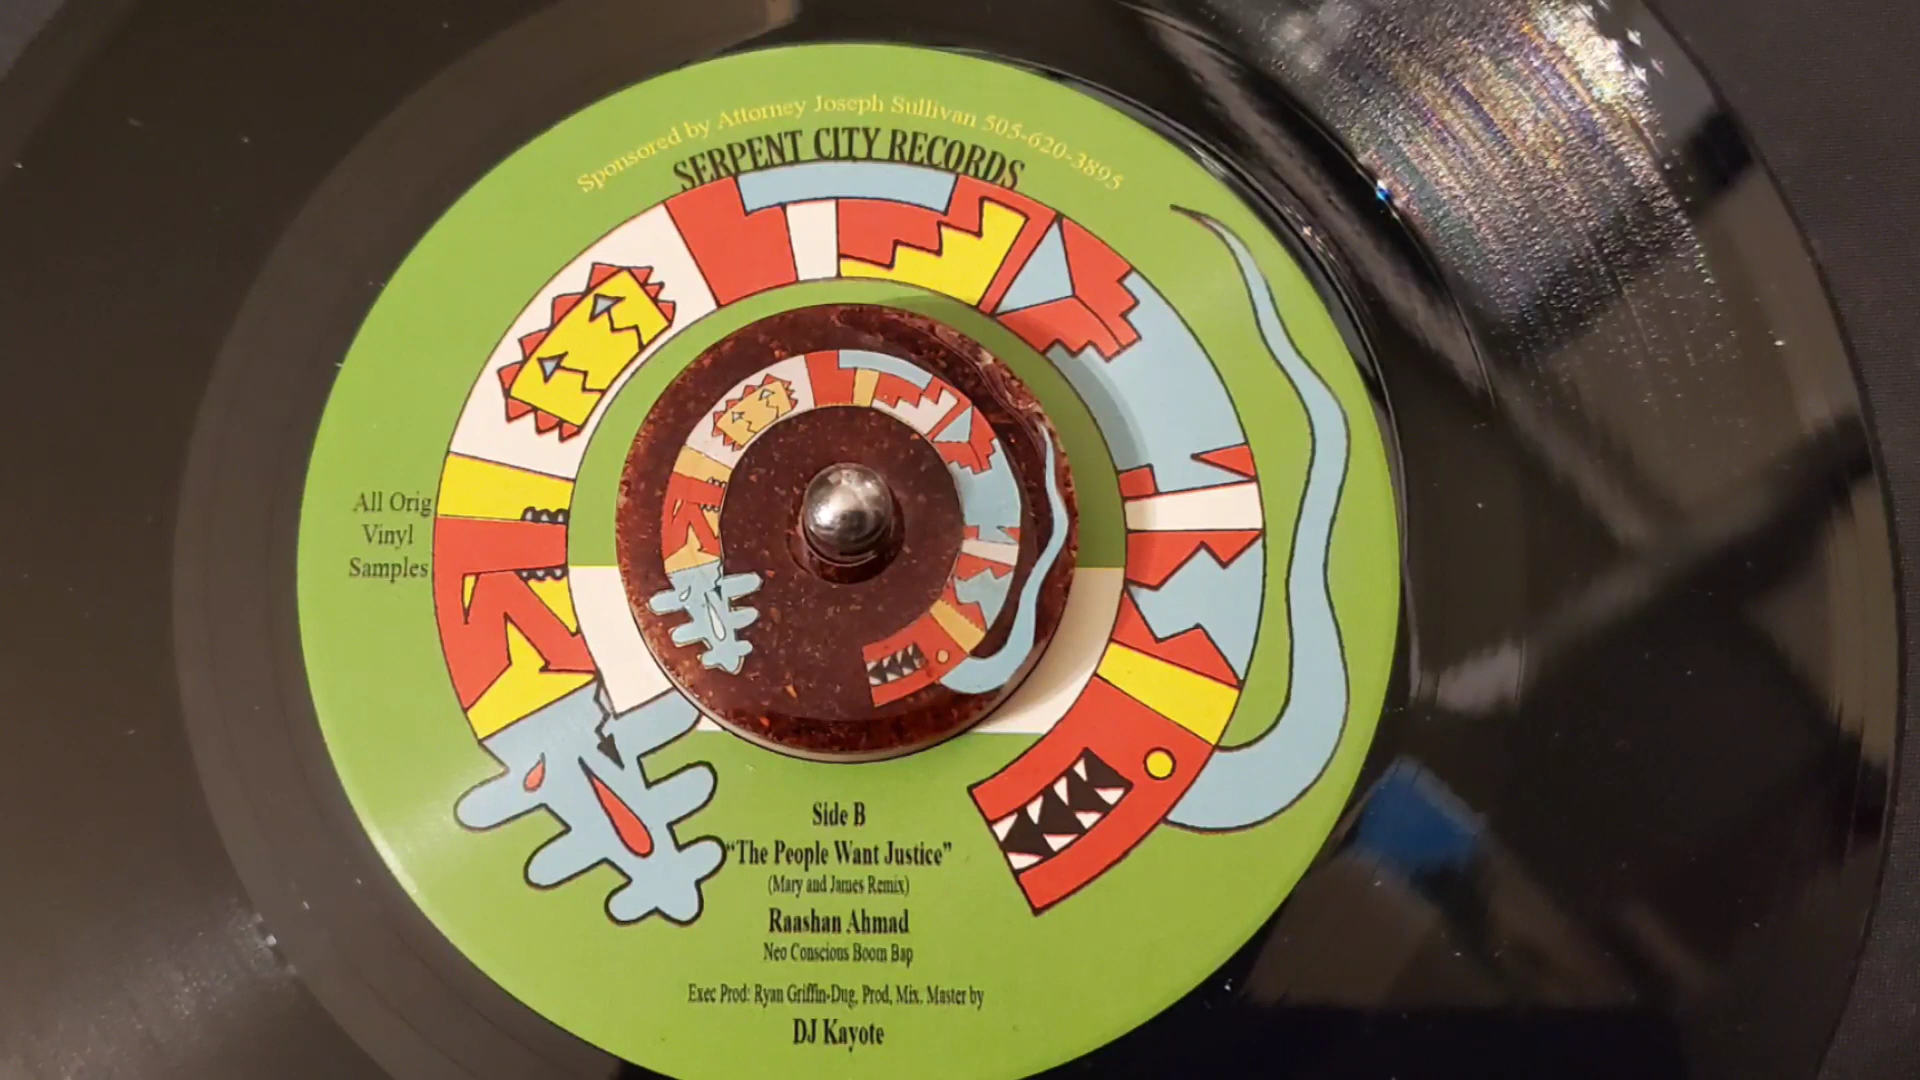 Sponsored by Attorney Joseph Sullivan 505-620-3895
SERPENT CITY RECORDS
All Orig
Vinyl
Samples
Side B
“The People Want Justice”
(Mary and James Remix)
Raashan Ahmad
Neo Conscious Boom Bap
Exec Prod: Ryan Griffin-Dug, Prod, Mix. Master by
DJ Kayote